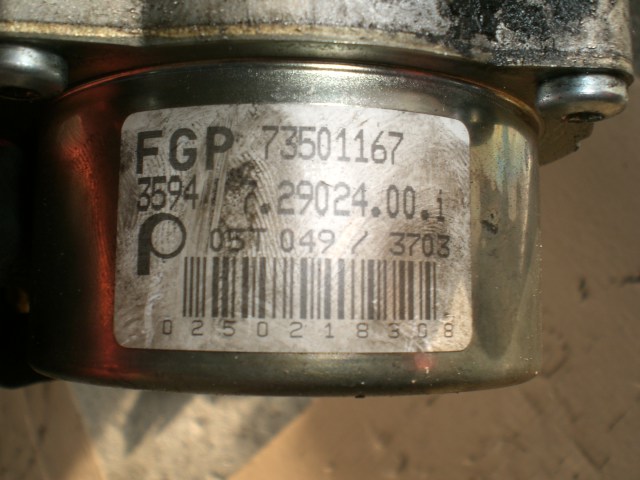 FGP 73501167
3594 .29024.00.1
P 05T 049 / 3703
0250218308